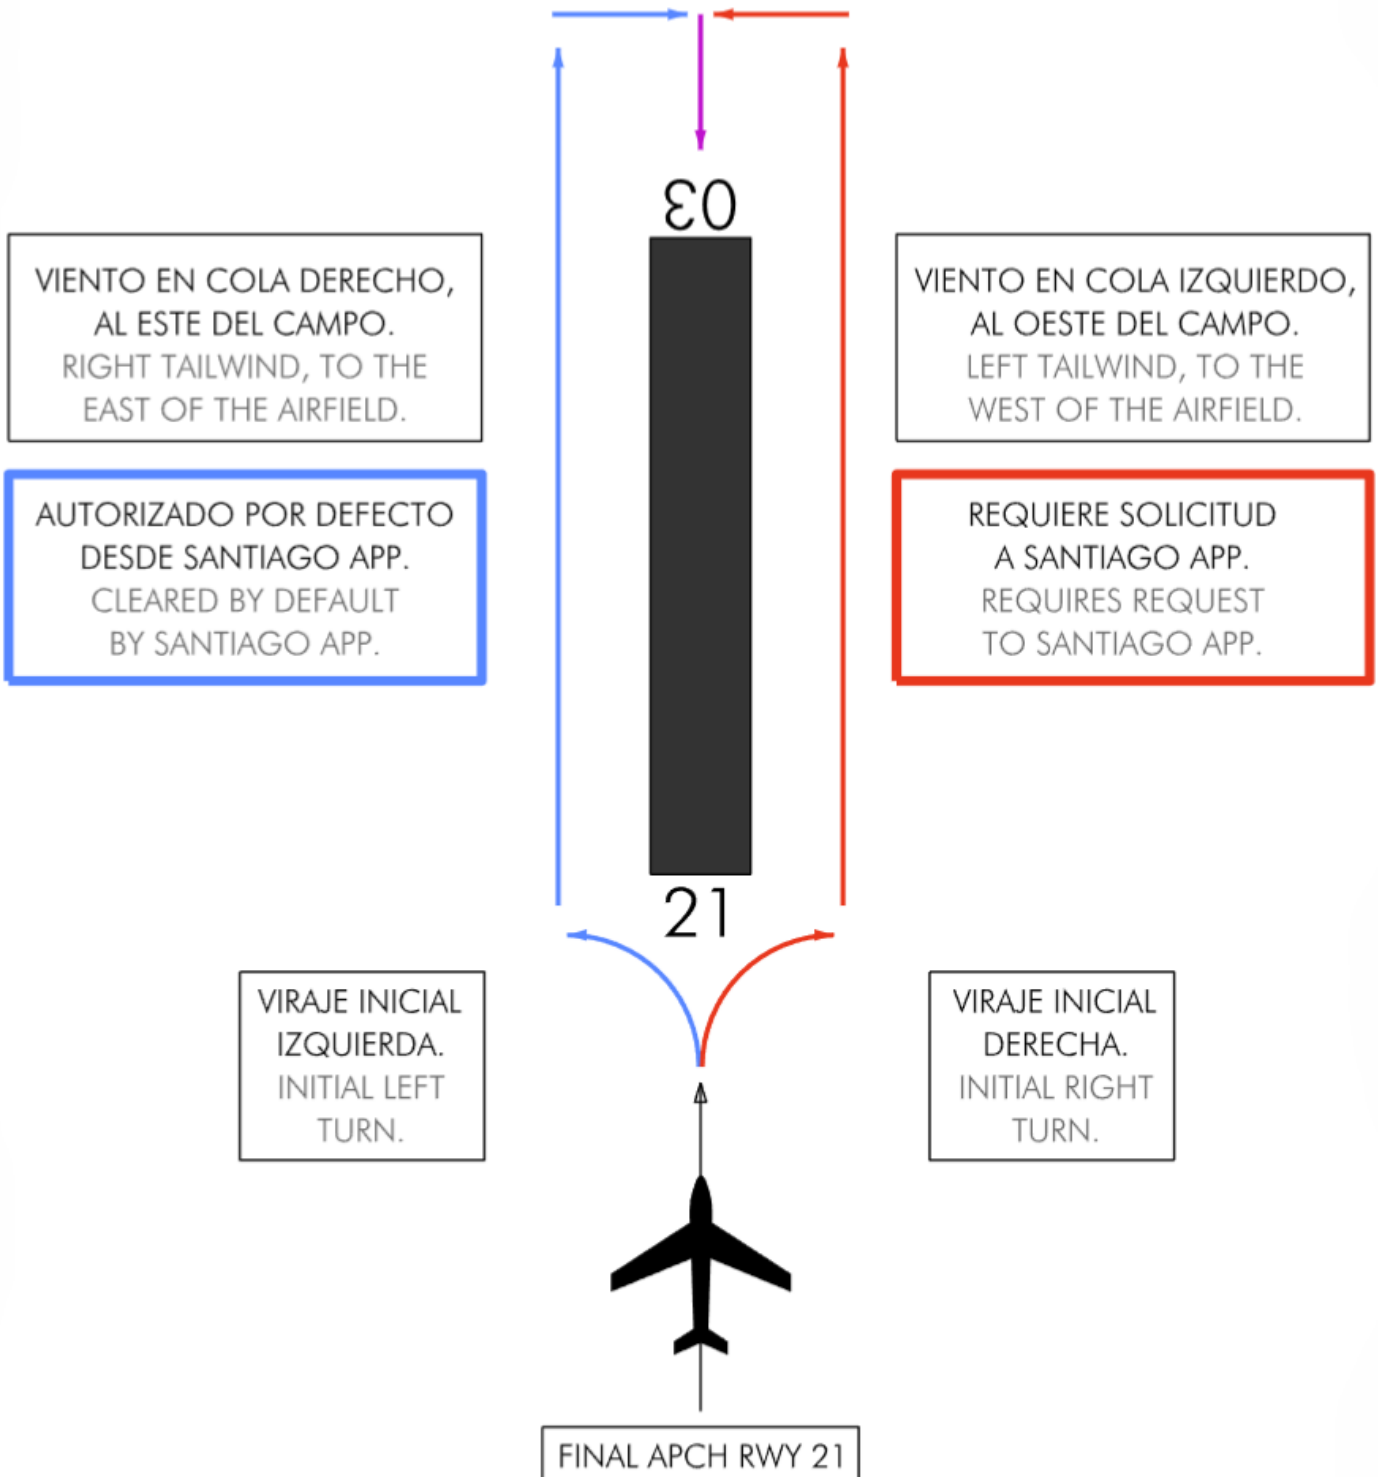 03
VIENTO EN COLA DERECHO,
AL ESTE DEL CAMPO.
RIGHT TAILWIND, TO THE
EAST OF THE AIRFIELD.
VIENTO EN COLA IZQUIERDO,
AL OESTE DEL CAMPO.
LEFT TAILWIND, TO THE
WEST OF THE AIRFIELD.
AUTORIZADO POR DEFECTO
DESDE SANTIAGO APP.
CLEARED BY DEFAULT
BY SANTIAGO APP.
REQUIERE SOLICITUD
A SANTIAGO APP.
REQUIRES REQUEST
TO SANTIAGO APP.
21
VIRAJE INICIAL
IZQUIERDA.
INITIAL LEFT
TURN.
VIRAJE INICIAL
DERECHA.
INITIAL RIGHT
TURN.
FINAL APCH RWY 21